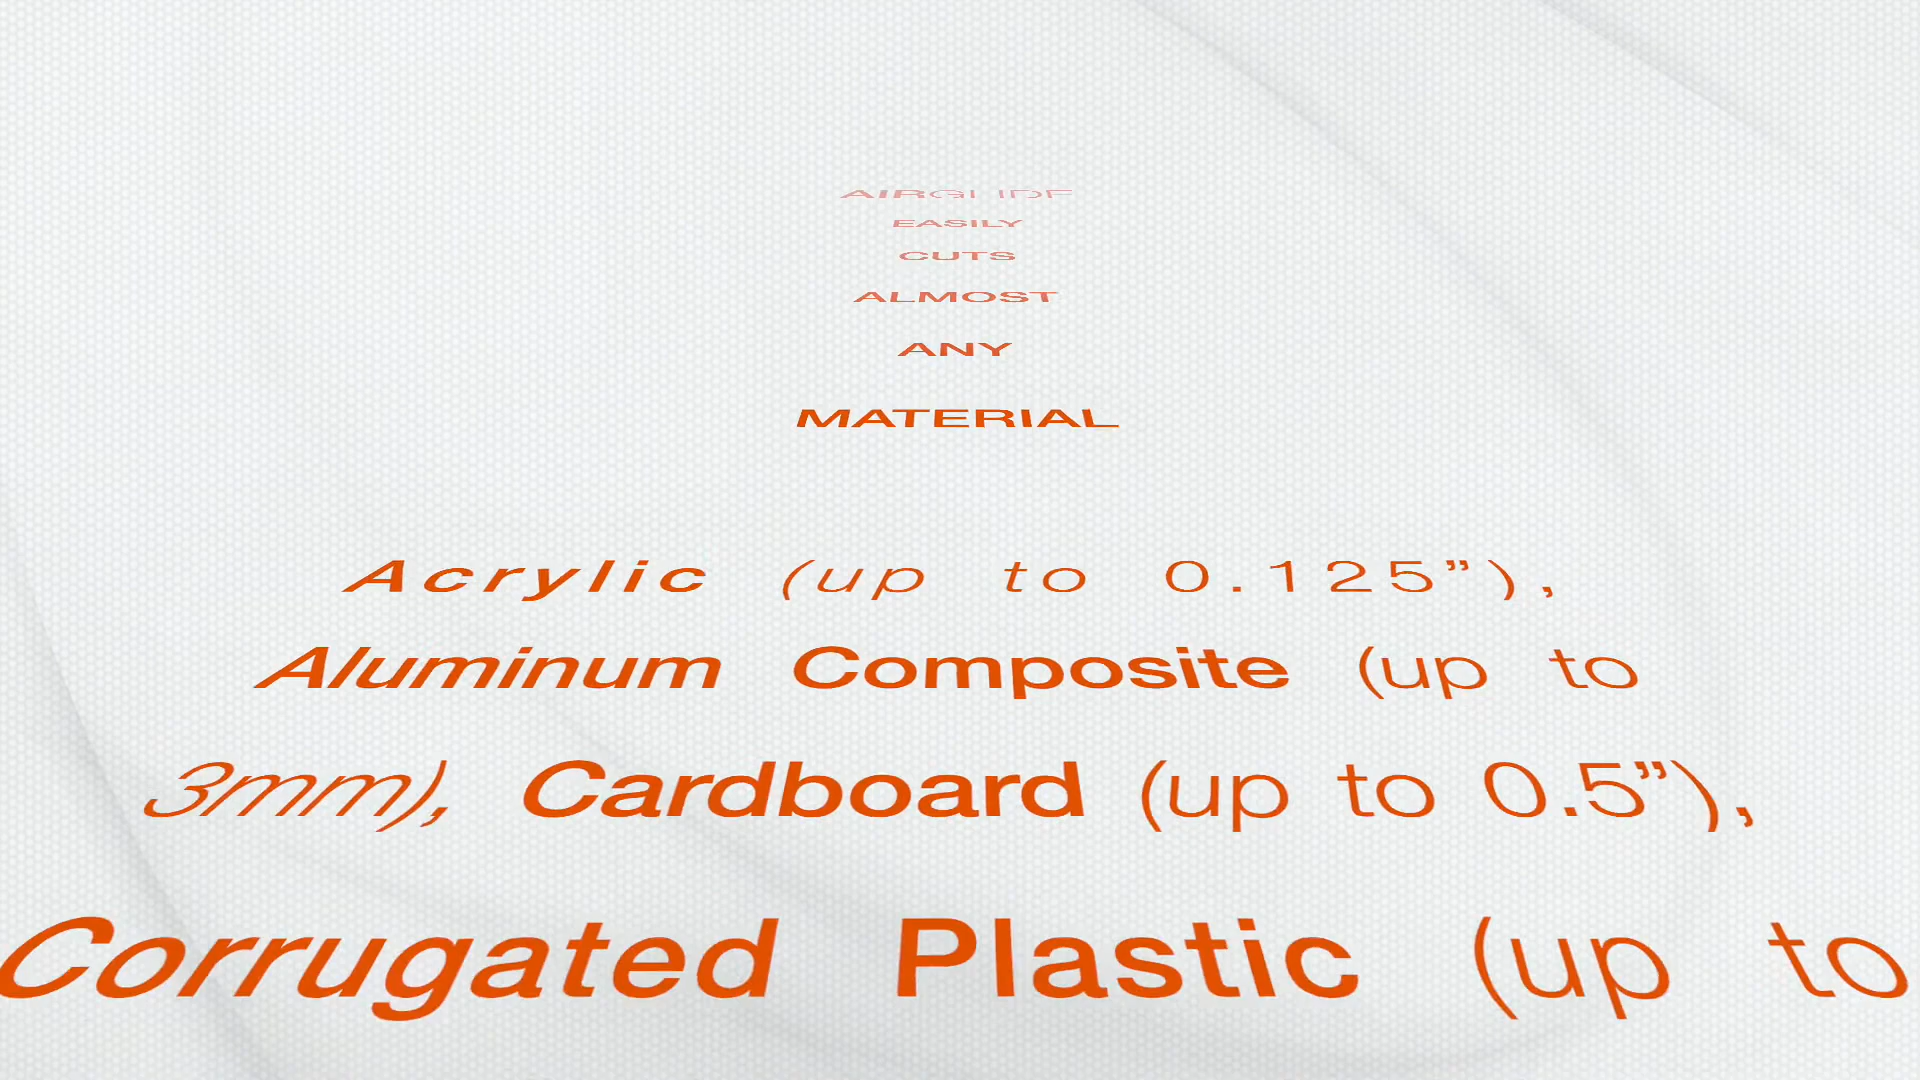 AIRGLIDE
EASILY
CUTS
ALMOST
ANY
MATERIAL
Acrylic (up to 0.125”),
Aluminum Composite (up to
3mm), Cardboard (up to 0.5”),
Corrugated Plastic (up to